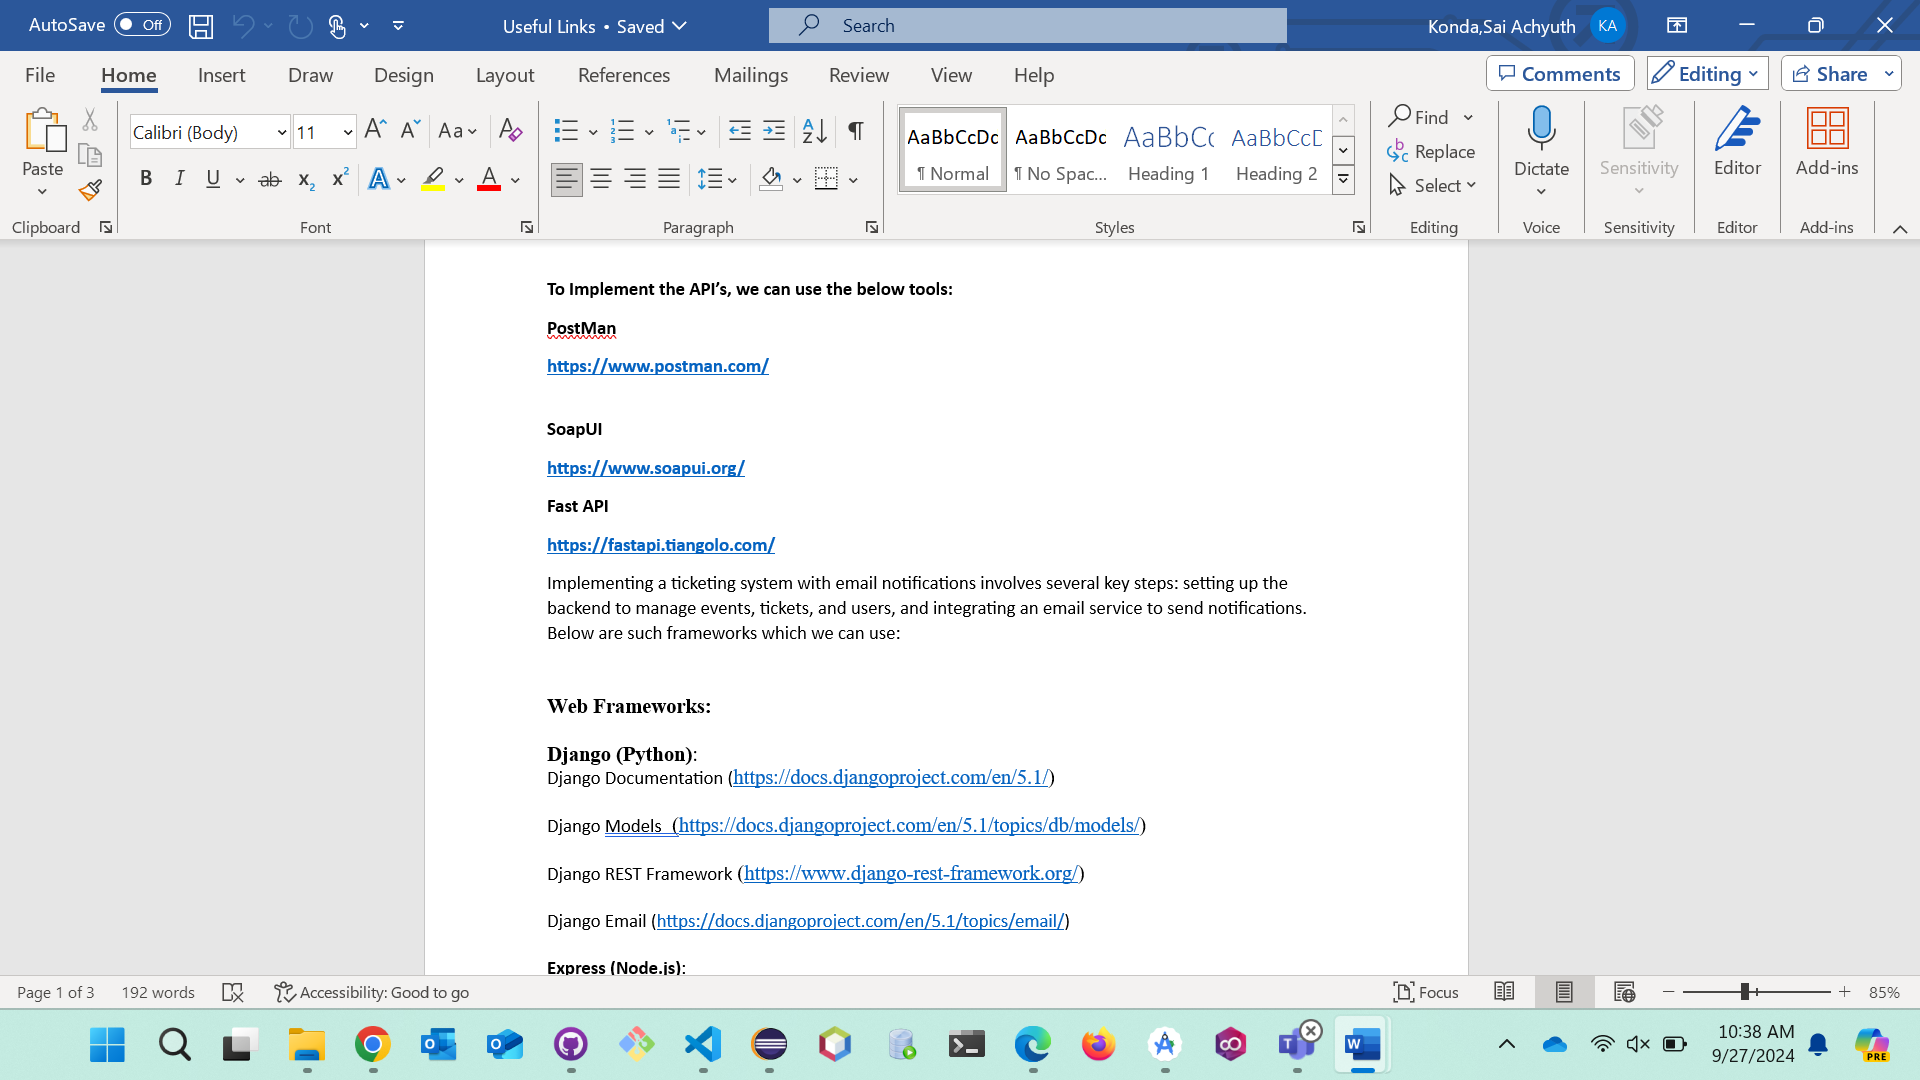 AutoSave Off Useful Links • Saved Search Konda,Sai Achyuth KA
File Home Insert Draw Design Layout References Mailings Review View Help Comments Editing Share
Paste Calibri (Body) 11 Aa AaBbCcDc AaBbCcDc AaBbCc AaBbCcD Find Replace Select Dictate Sensitivity Editor Add-ins
¶ Normal ¶ No Spac... Heading 1 Heading 2
Clipboard Font Paragraph Styles Editing Voice Sensitivity Editor Add-ins
To Implement the API’s, we can use the below tools:
PostMan
https://www.postman.com/
SoapUI
https://www.soapui.org/
Fast API
https://fastapi.tiangolo.com/
Implementing a ticketing system with email notifications involves several key steps: setting up the
backend to manage events, tickets, and users, and integrating an email service to send notifications.
Below are such frameworks which we can use:
Web Frameworks:
Django (Python):
Django Documentation (https://docs.djangoproject.com/en/5.1/)
Django Models (https://docs.djangoproject.com/en/5.1/topics/db/models/)
Django REST Framework (https://www.django-rest-framework.org/)
Django Email (https://docs.djangoproject.com/en/5.1/topics/email/)
Express (Node.js):
Page 1 of 3 192 words Accessibility: Good to go Focus 85%
10:38 AM
9/27/2024
PRE